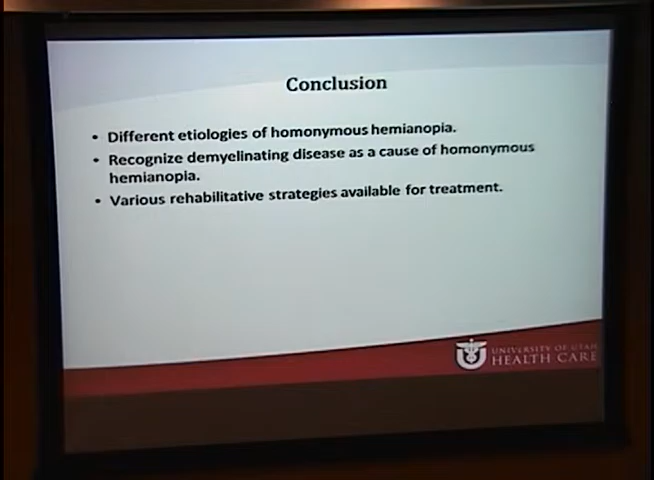 Conclusion
• Different etiologies of homonymous hemianopia.
• Recognize demyelinating disease as a cause of homonymous
hemianopia.
• Various rehabilitative strategies available for treatment.
UNIVERSITY OF UTAH
HEALTH CARE